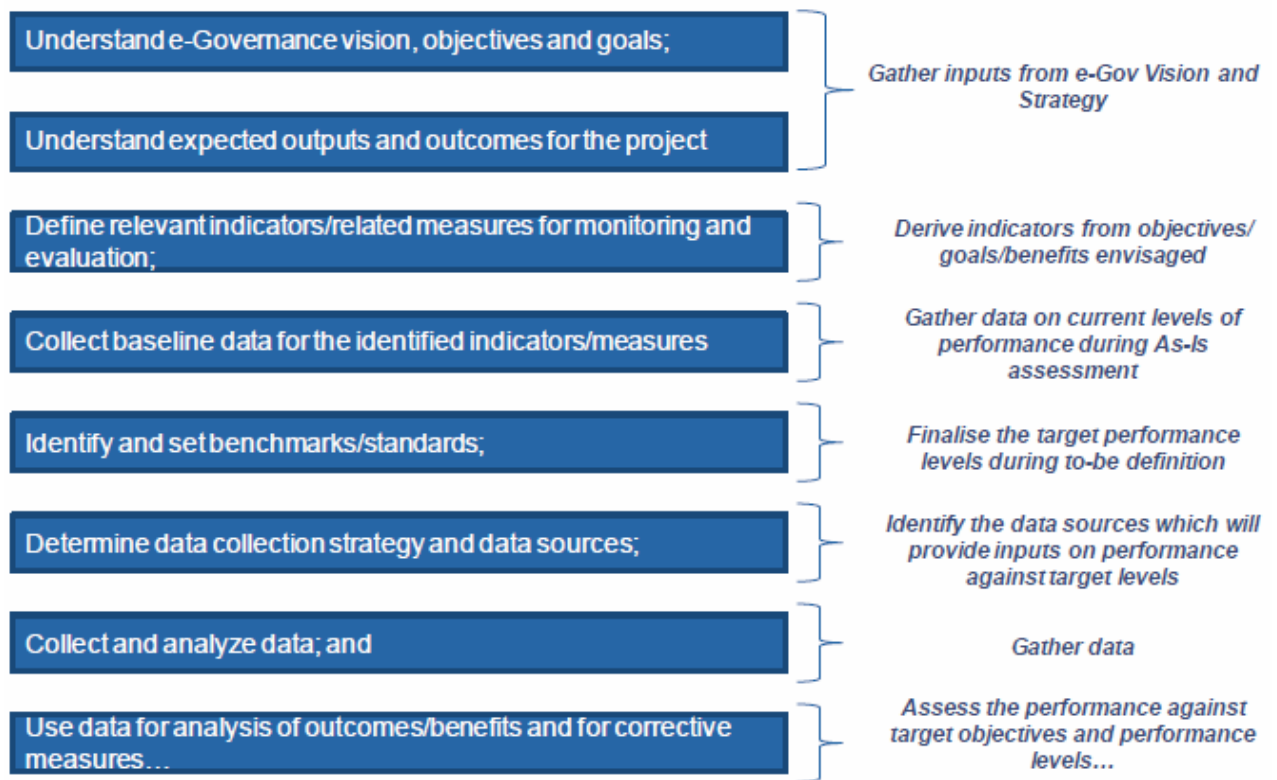 Understand e-Governance vision, objectives and goals;
Gather inputs from e-Gov Vision and
Strategy
Understand expected outputs and outcomes for the project
Define relevant indicators/related measures for monitoring and
evaluation;
Derive indicators from objectives/
goals/benefits envisaged
Collect baseline data for the identified indicators/measures
Gather data on current levels of
performance during As-Is
assessment
Identify and set benchmarks/standards;
Finalise the target performance
levels during to-be definition
Determine data collection strategy and data sources;
Identify the data sources which will
provide inputs on performance
against target levels
Collect and analyze data; and
Gather data
Use data for analysis of outcomes/benefits and for corrective
measures…
Assess the performance against
target objectives and performance
levels…